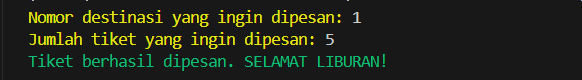 Nomor destinasi yang ingin dipesan: 1
Jumlah tiket yang ingin dipesan: 5
Tiket berhasil dipesan. SELAMAT LIBURAN!